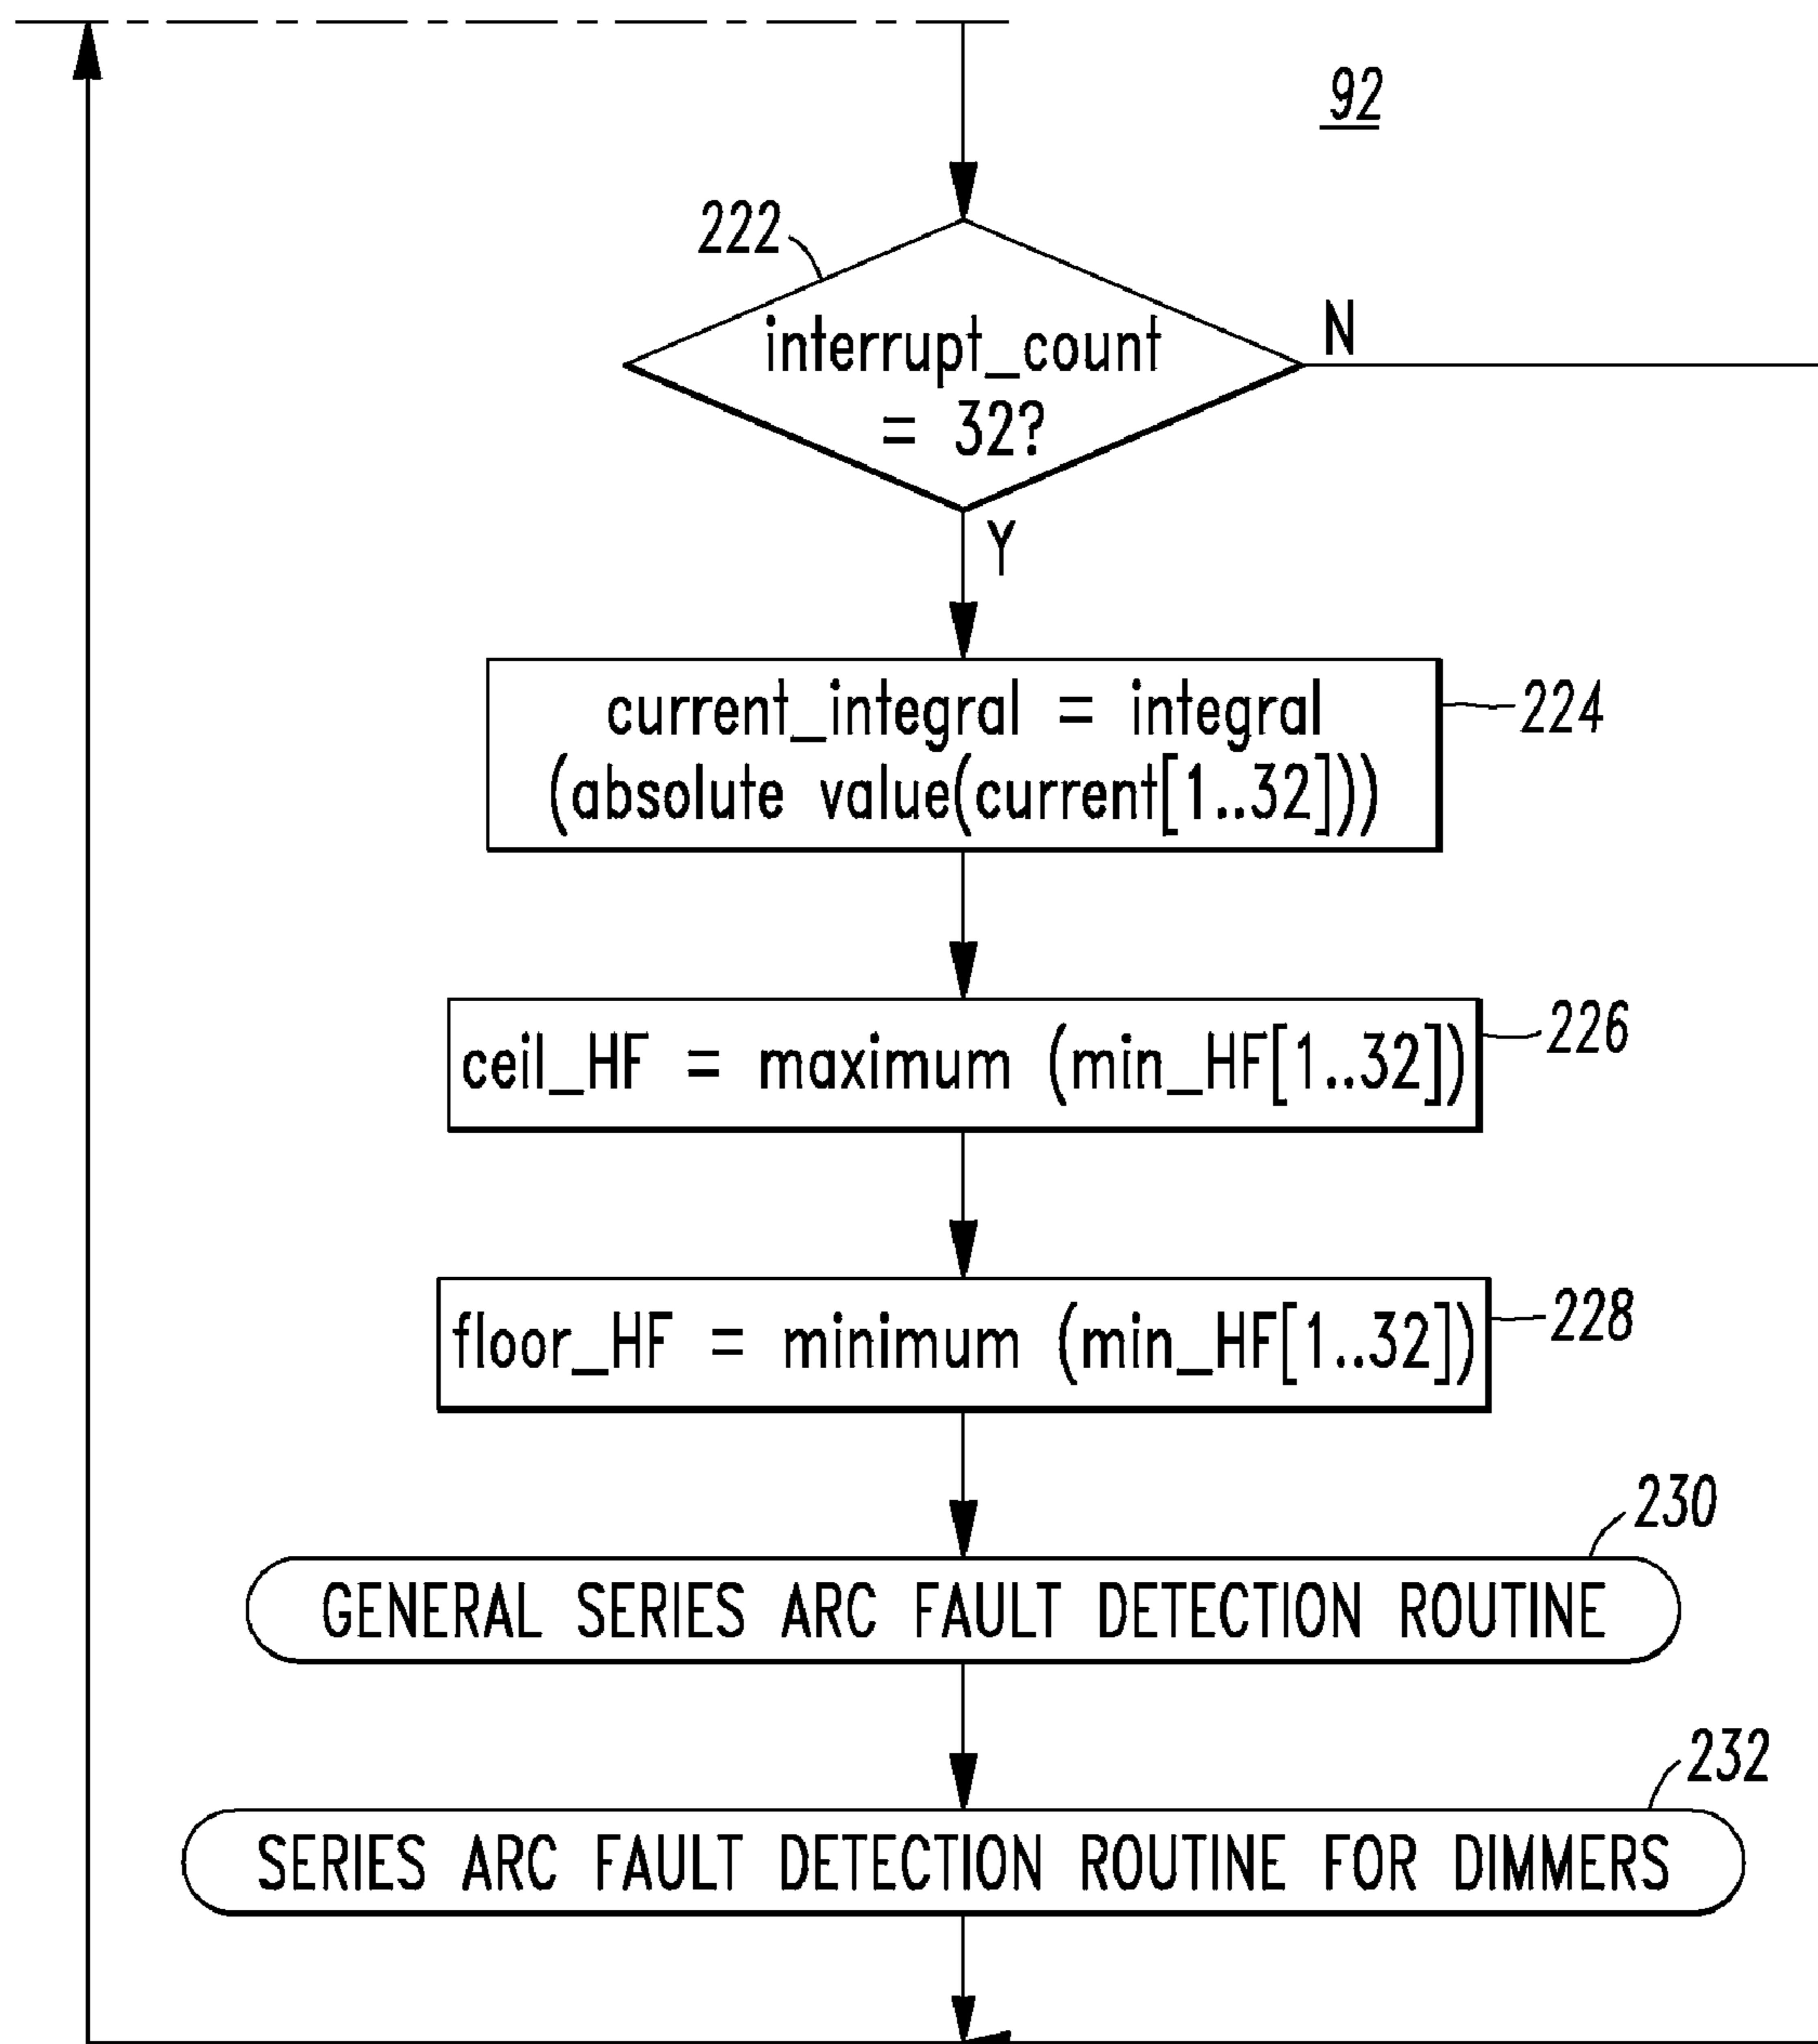 92
222
interrupt_count
= 32?
N
Y
current_integral = integral
(absolute value(current[1..32]))
224
ceil_HF = maximum (min_HF[1..32])
226
floor_HF = minimum (min_HF[1..32])
228
230
GENERAL SERIES ARC FAULT DETECTION ROUTINE
232
SERIES ARC FAULT DETECTION ROUTINE FOR DIMMERS